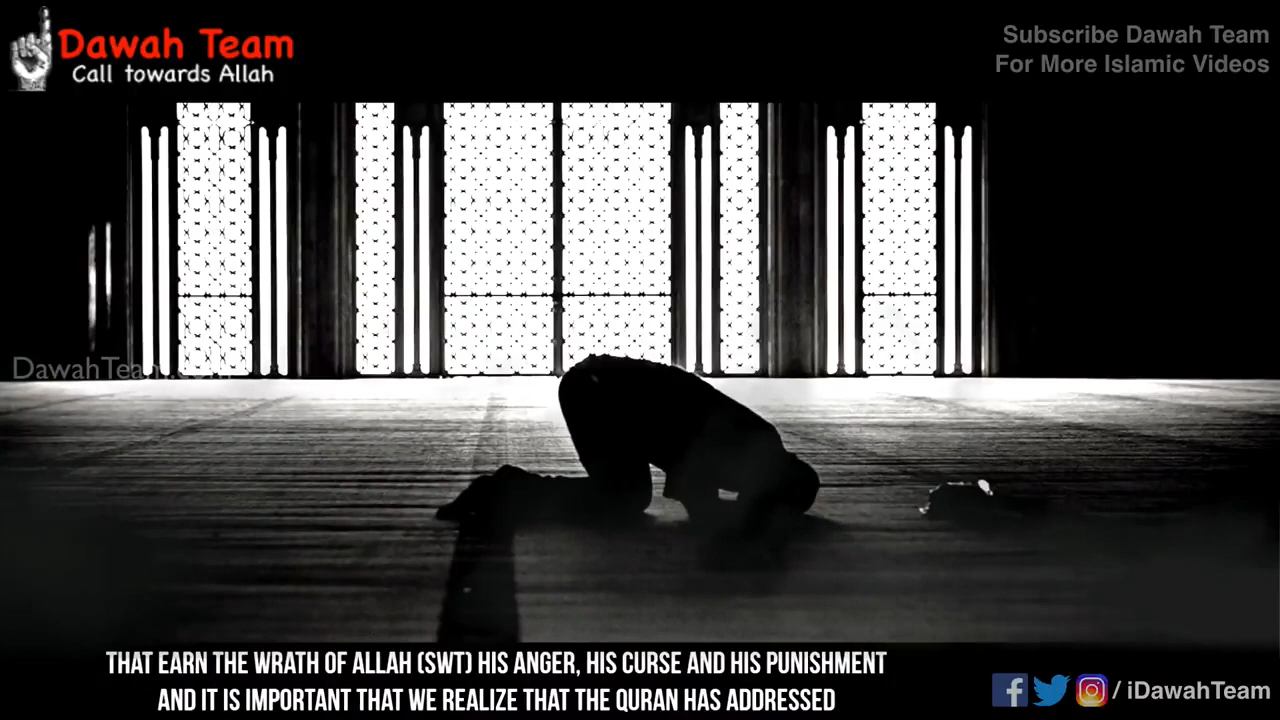 Dawah Team
Call towards Allah
Subscribe Dawah Team
For More Islamic Videos
DawahTeam.com
THAT EARN THE WRATH OF ALLAH (SWT) HIS ANGER, HIS CURSE AND HIS PUNISHMENT
AND IT IS IMPORTANT THAT WE REALIZE THAT THE QURAN HAS ADDRESSED
/ iDawahTeam